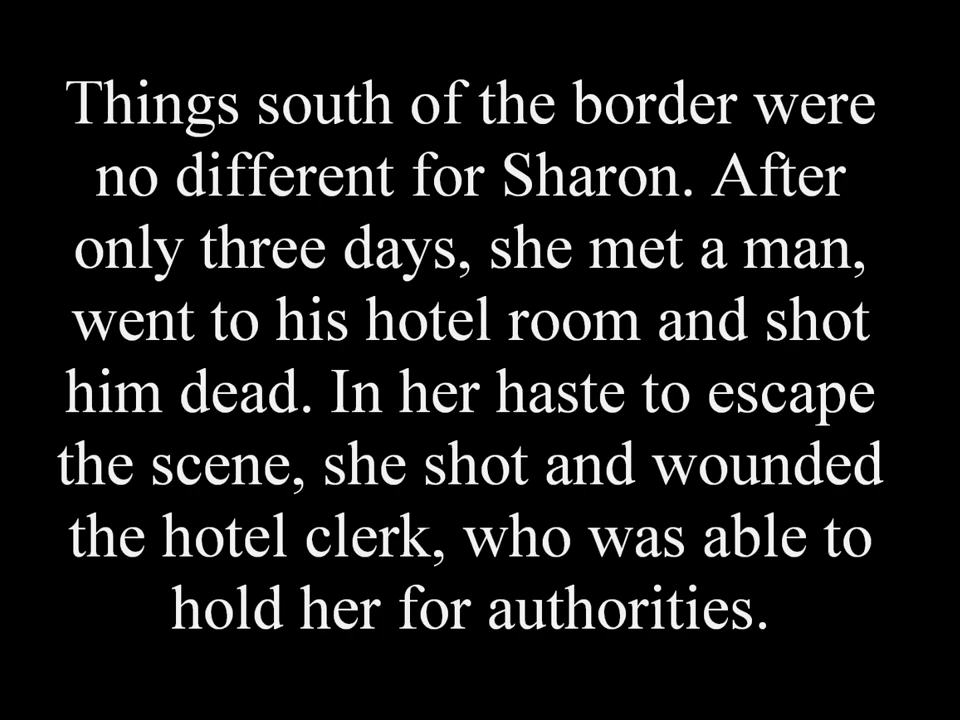 Things south of the border were
no different for Sharon. After
only three days, she met a man,
went to his hotel room and shot
him dead. In her haste to escape
the scene, she shot and wounded
the hotel clerk, who was able to
hold her for authorities.